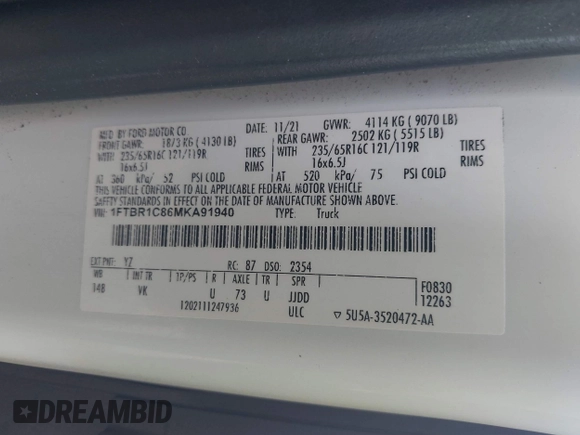 MFD BY FORD MOTOR CO. DATE: 11/21 GVWR: 4114 KG ( 9070 LB)
FRONT GAWR: 1873 KG ( 4130 LB) REAR GAWR: 2502 KG ( 5515 LB)
WITH 235/65R16C 121/119R TIRES WITH 235/65R16C 121/119R TIRES
16x6.5J RIMS 16x6.5J RIMS
AT 360 kPa/ 52 PSI COLD AT 520 kPa/ 75 PSI COLD
THIS VEHICLE CONFORMS TO ALL APPLICABLE FEDERAL MOTOR VEHICLE
SAFETY STANDARDS IN EFFECT ON THE DATE OF MANUFACTURE SHOWN ABOVE.
VIN: 1FTBR1C86MKA91940 TYPE: Truck
EXT PNT: YZ RC: 87 DSO: 2354
WB INT TR TP/PS R AXLE TR SPR F0830
148 VK U 73 U JJDD 12263
1202111247936 ULC ▽ 5U5A-3520472-AA
DREAMBID